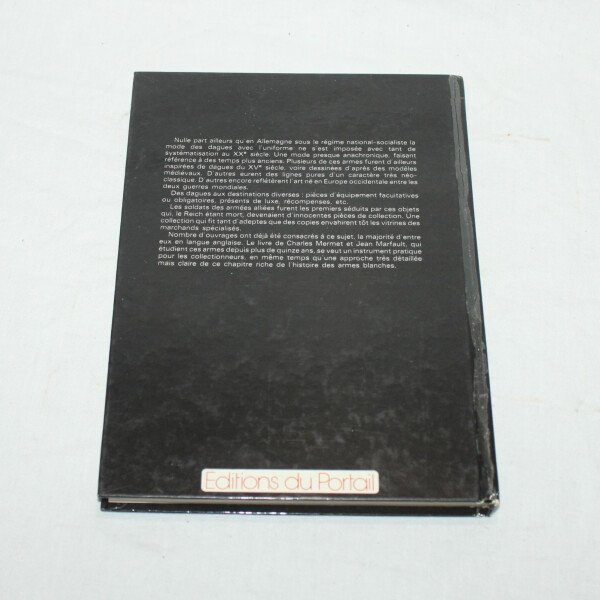 Nulle part ailleurs qu'en Allemagne sous le régime national-socialiste la
mode des dagues avec l'uniforme ne s'est imposée avec tant de
systématisation au XXᵉ siècle. Une mode presque anachronique, faisant
référence à des temps plus anciens. Plusieurs de ces armes furent d'ailleurs
inspirées de dagues du XVᵉ siècle, voire dessinées d'après des modèles
médiévaux. D'autres eurent des lignes pures d'un caractère très néo-
classique. D'autres encore reflétèrent l'art né en Europe occidentale entre les
deux guerres mondiales.
Des dagues aux destinations diverses ; pièces d'équipement facultatives
ou obligatoires, présents de luxe, récompenses, etc.
Les soldats des armées alliées furent les premiers séduits par ces objets
qui, le Reich étant mort, devenaient d'innocentes pièces de collection. Une
collection qui fit tant d'adeptes que des copies envahirent tôt les vitrines des
marchands spécialisés.
Nombre d'ouvrages ont déjà été consacrés à ce sujet, la majorité d'entre
eux en langue anglaise. Le livre de Charles Mermet et Jean Marfault, qui
étudient ces armes depuis plus de quinze ans, se veut un instrument pratique
pour les collectionneurs, en même temps qu'une approche très détaillée
mais claire de ce chapitre riche de l'histoire des armes blanches.
Editions du Portail